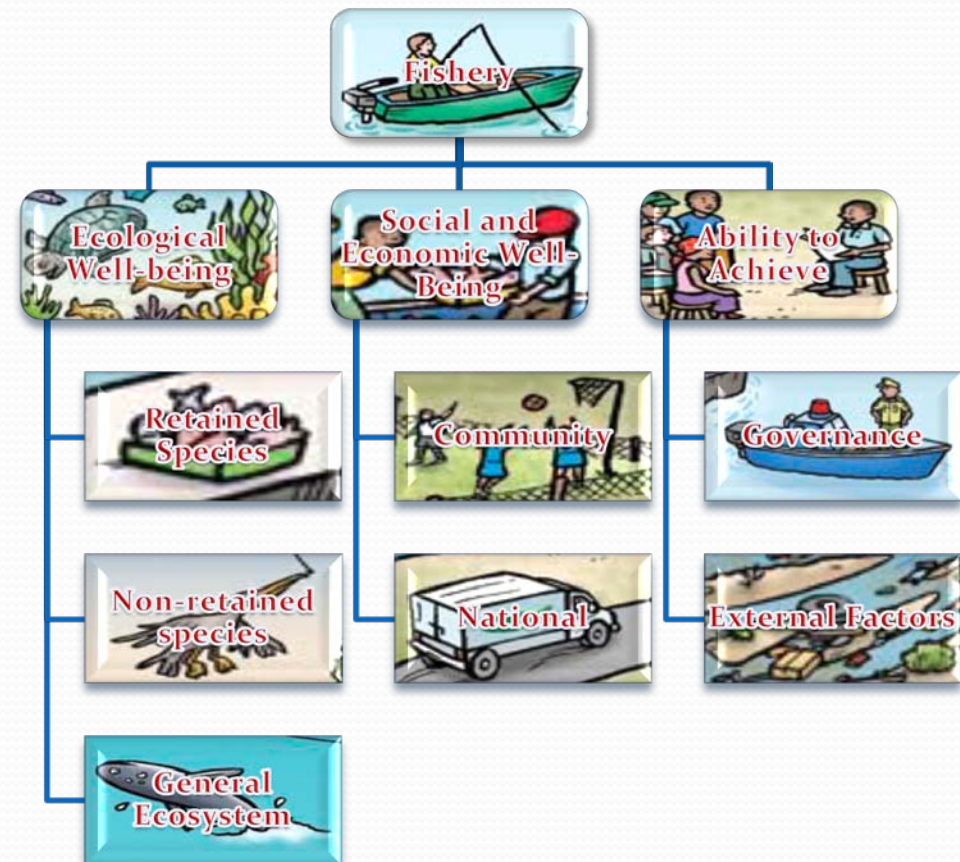 Fishery
Ecological
Well-being
Social and
Economic Well-
Being
Ability to
Achieve
Retained
Species
Community
Governance
Non-retained
species
National
External Factors
General
Ecosystem